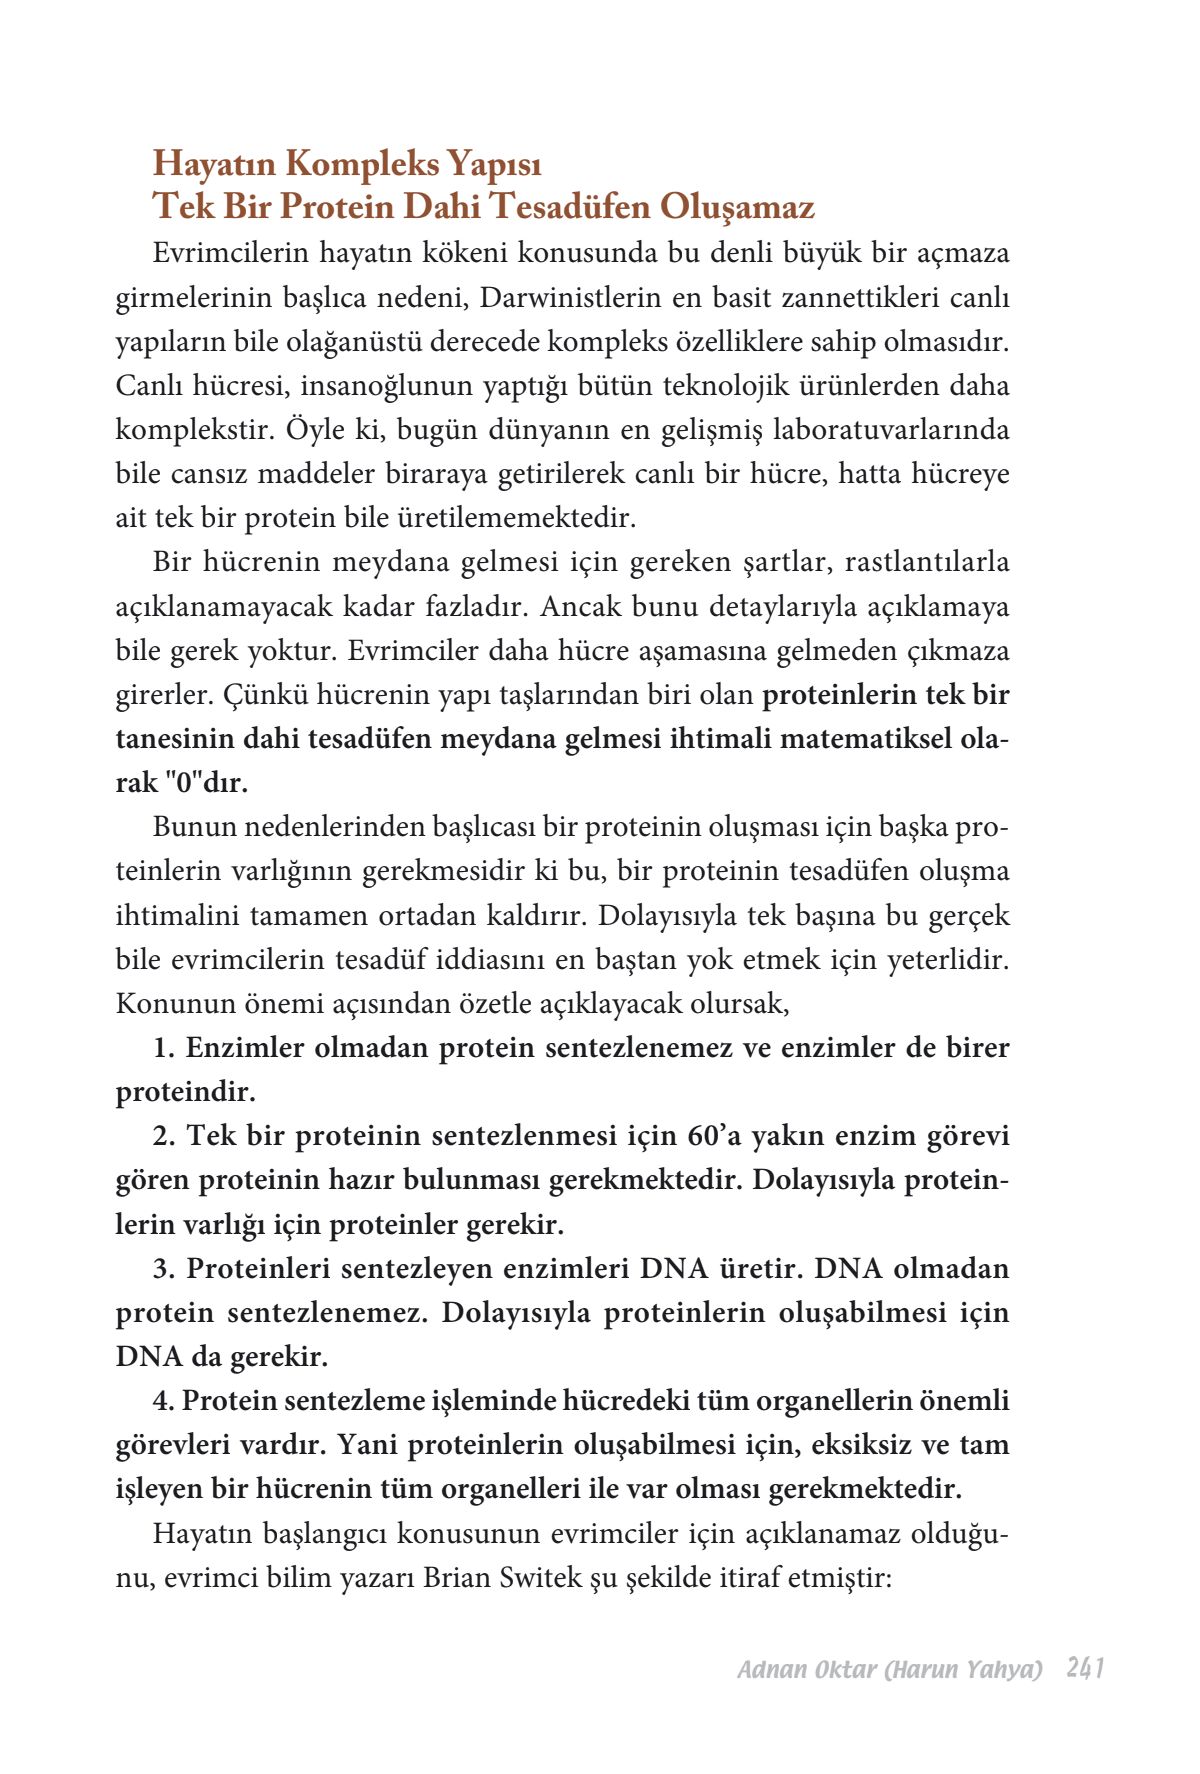 Hayatın Kompleks Yapısı
Tek Bir Protein Dahi Tesadüfen Oluşamaz
Evrimcilerin hayatın kökeni konusunda bu denli büyük bir açmaza
girmelerinin başlıca nedeni, Darwinistlerin en basit zannettikleri canlı
yapıların bile olağanüstü derecede kompleks özelliklere sahip olmasıdır.
Canlı hücresi, insanoğlunun yaptığı bütün teknolojik ürünlerden daha
komplekstir. Öyle ki, bugün dünyanın en gelişmiş laboratuvarlarında
bile cansız maddeler biraraya getirilerek canlı bir hücre, hatta hücreye
ait tek bir protein bile üretilememektedir.
Bir hücrenin meydana gelmesi için gereken şartlar, rastlantılarla
açıklanamayacak kadar fazladır. Ancak bunu detaylarıyla açıklamaya
bile gerek yoktur. Evrimciler daha hücre aşamasına gelmeden çıkmaza
girerler. Çünkü hücrenin yapı taşlarından biri olan proteinlerin tek bir
tanesinin dahi tesadüfen meydana gelmesi ihtimali matematiksel ola-
rak "0"dır.
Bunun nedenlerinden başlıcası bir proteinin oluşması için başka pro-
teinlerin varlığının gerekmesidir ki bu, bir proteinin tesadüfen oluşma
ihtimalini tamamen ortadan kaldırır. Dolayısıyla tek başına bu gerçek
bile evrimcilerin tesadüf iddiasını en baştan yok etmek için yeterlidir.
Konunun önemi açısından özetle açıklayacak olursak,
1. Enzimler olmadan protein sentezlenemez ve enzimler de birer
proteindir.
2. Tek bir proteinin sentezlenmesi için 60’a yakın enzim görevi
gören proteinin hazır bulunması gerekmektedir. Dolayısıyla protein-
lerin varlığı için proteinler gerekir.
3. Proteinleri sentezleyen enzimleri DNA üretir. DNA olmadan
protein sentezlenemez. Dolayısıyla proteinlerin oluşabilmesi için
DNA da gerekir.
4. Protein sentezleme işleminde hücredeki tüm organellerin önemli
görevleri vardır. Yani proteinlerin oluşabilmesi için, eksiksiz ve tam
işleyen bir hücrenin tüm organelleri ile var olması gerekmektedir.
Hayatın başlangıcı konusunun evrimciler için açıklanamaz olduğu-
nu, evrimci bilim yazarı Brian Switek şu şekilde itiraf etmiştir:
Adnan Oktar (Harun Yahya) 241